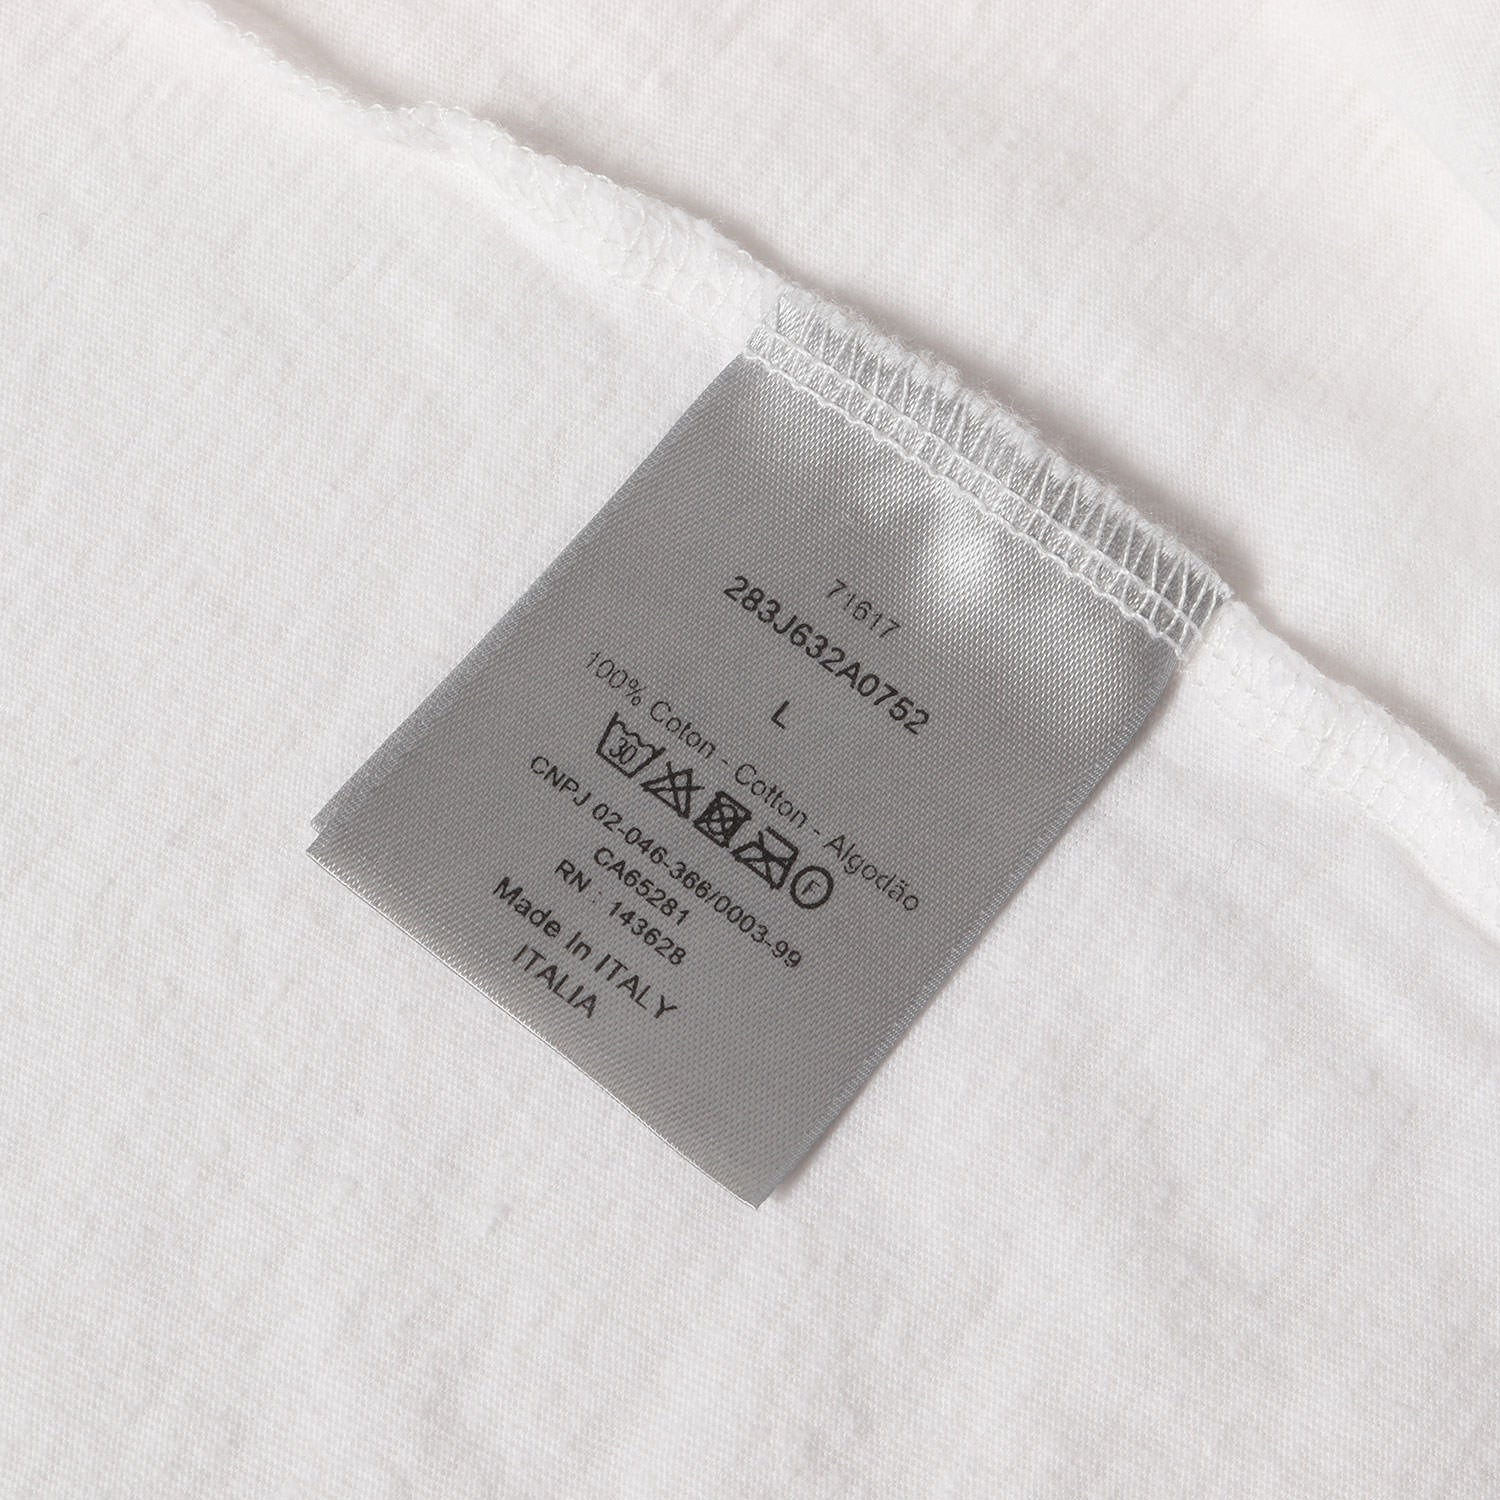 71617
283J632A0752
L
100% Coton - Cotton - Algodão
30 F
CNPJ 02-046-366/0003-99
CA65281
RN : 143628
Made In ITALY
ITALIA